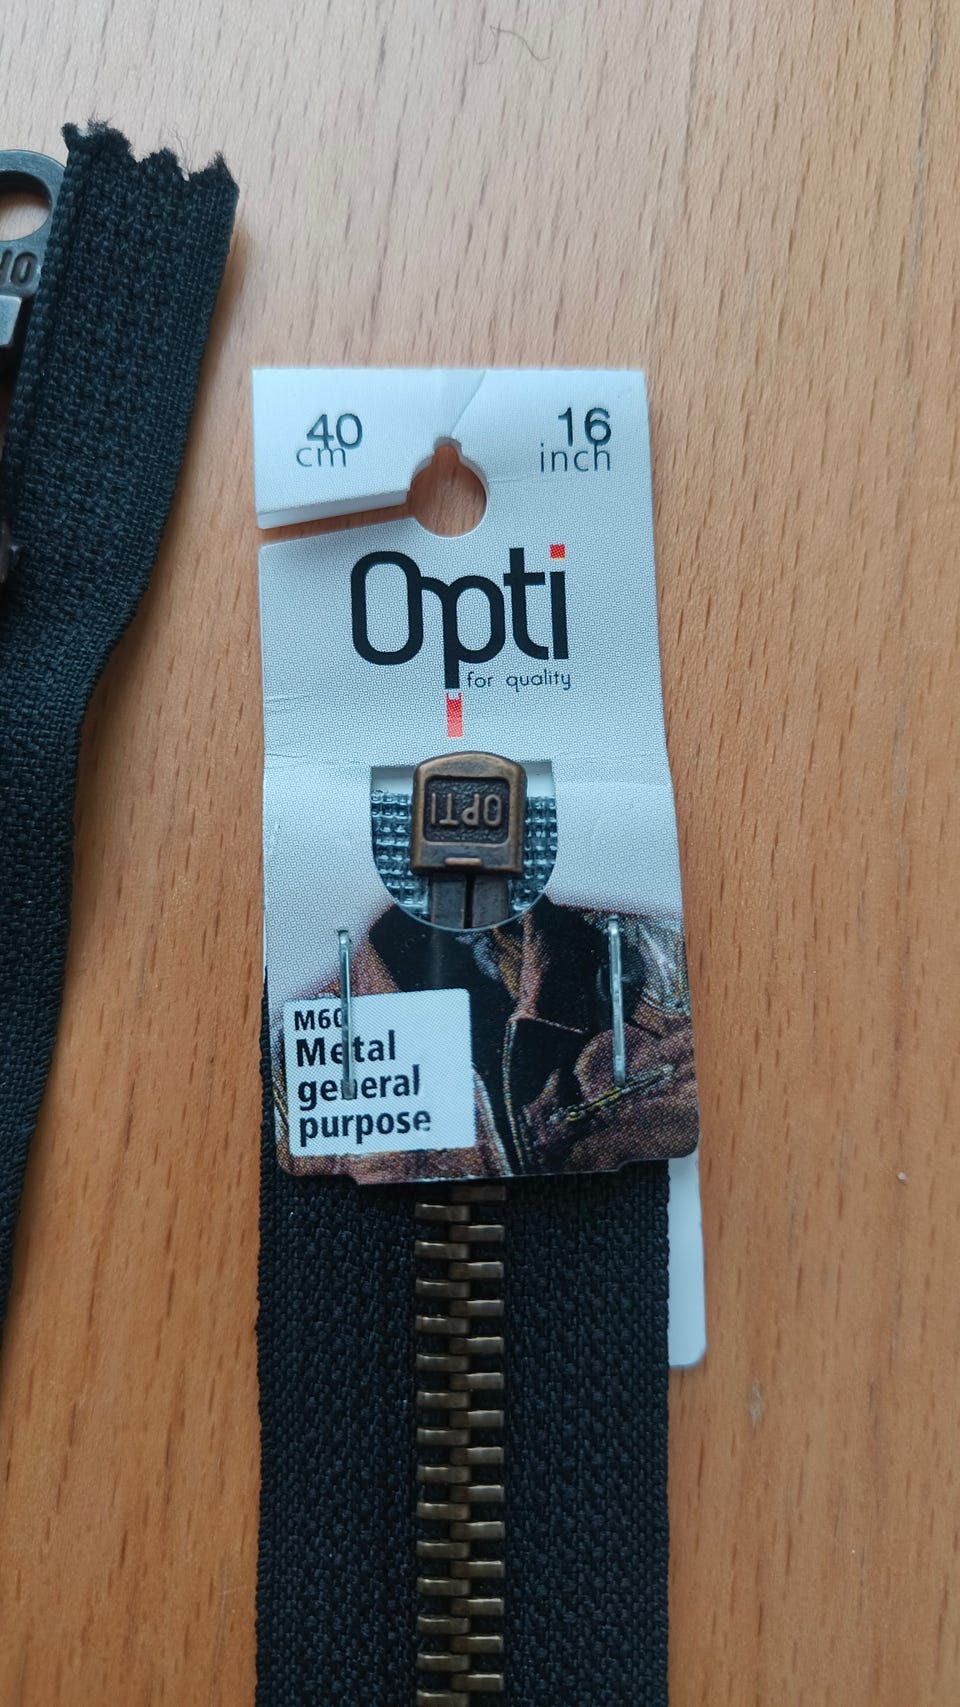 40
cm
16
inch
Opti
for quality
OPTI
M60
Metal
general
purpose